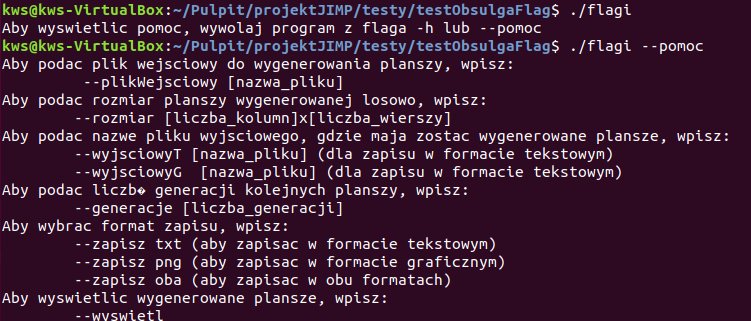 kws@kws-VirtualBox:~/Pulpit/projektJIMP/testy/testObsulgaFlag$ ./flagi
Aby wyswietlic pomoc, wywolaj program z flaga -h lub --pomoc
kws@kws-VirtualBox:~/Pulpit/projektJIMP/testy/testObsulgaFlag$ ./flagi --pomoc
Aby podac plik wejsciowy do wygenerowania planszy, wpisz:
--plikWejsciowy [nazwa_pliku]
Aby podac rozmiar planszy wygenerowanej losowo, wpisz:
--rozmiar [liczba_kolumn]x[liczba_wierszy]
Aby podac nazwe pliku wyjsciowego, gdzie maja zostac wygenerowane plansze, wpisz:
--wyjsciowyT [nazwa_pliku] (dla zapisu w formacie tekstowym)
--wyjsciowyG  [nazwa_pliku] (dla zapisu w formacie tekstowym)
Aby podac liczb� generacji kolejnych planszy, wpisz:
--generacje [liczba_generacji]
Aby wybrac format zapisu, wpisz:
--zapisz txt (aby zapisac w formacie tekstowym)
--zapisz png (aby zapisac w formacie graficznym)
--zapisz oba (aby zapisac w obu formatach)
Aby wyswietlic wygenerowane plansze, wpisz:
--wyswietl